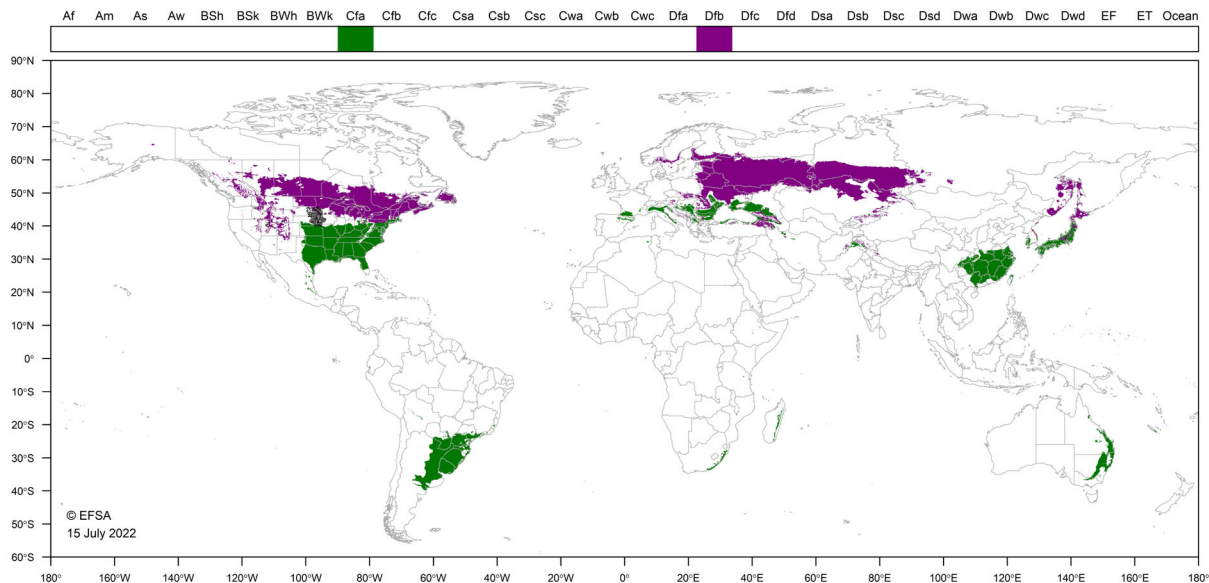 Af Am As Aw BSh BSk BWh BWk Cfa Cfb Cfc Csa Csb Csc Cwa Cwb Cwc Dfa Dfb Dfc Dfd Dsa Dsb Dsc Dsd Dwa Dwb Dwc Dwd EF ET Ocean
90°N
80°N
70°N
60°N
50°N
40°N
30°N
20°N
10°N
0°
10°S
20°S
30°S
40°S
50°S
60°S
© EFSA
15 July 2022
180° 160°W 140°W 120°W 100°W 80°W 60°W 40°W 20°W 0° 20°E 40°E 60°E 80°E 100°E 120°E 140°E 160°E 180°